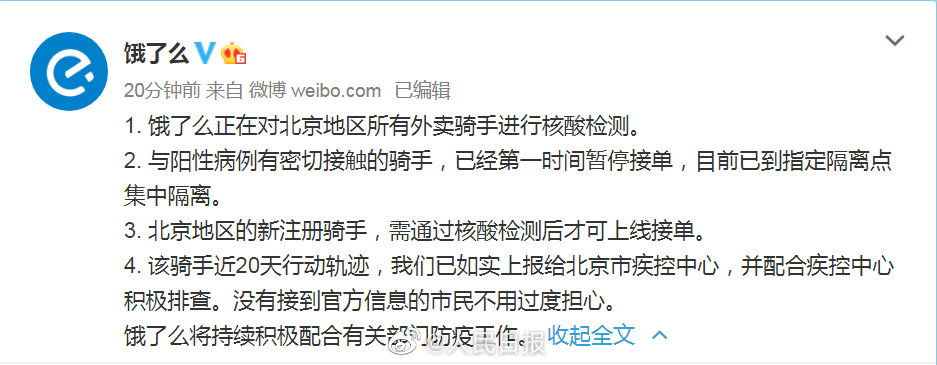 饿了么
20分钟前 来自 微博 weibo.com 已编辑
1. 饿了么正在对北京地区所有外卖骑手进行核酸检测。
2. 与阳性病例有密切接触的骑手，已经第一时间暂停接单，目前已到指定隔离点
集中隔离。
3. 北京地区的新注册骑手，需通过核酸检测后才可上线接单。
4. 该骑手近20天行动轨迹，我们已如实上报给北京市疾控中心，并配合疾控中心
积极排查。没有接到官方信息的市民不用过度担心。
饿了么将持续积极配合有关部门防疫工作。 收起全文
@人民日报